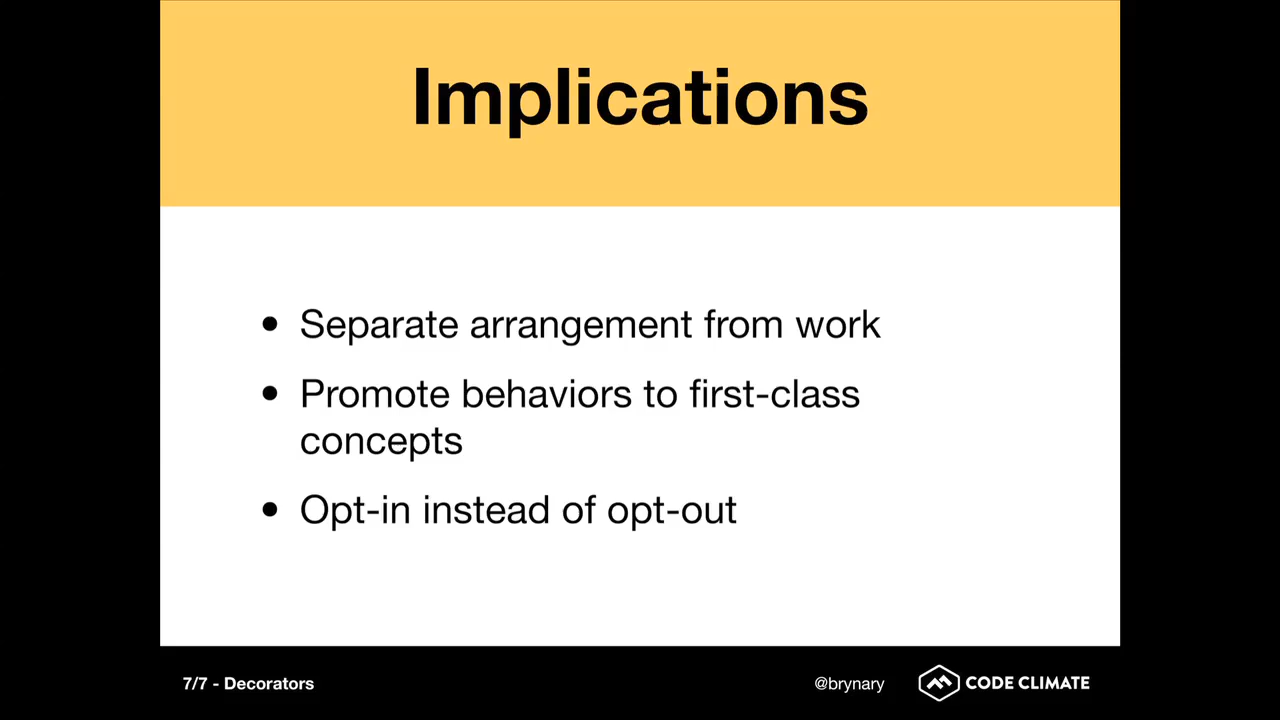 Implications
• Separate arrangement from work
• Promote behaviors to first-class
concepts
• Opt-in instead of opt-out
7/7 - Decorators
@brynary
CODE CLIMATE